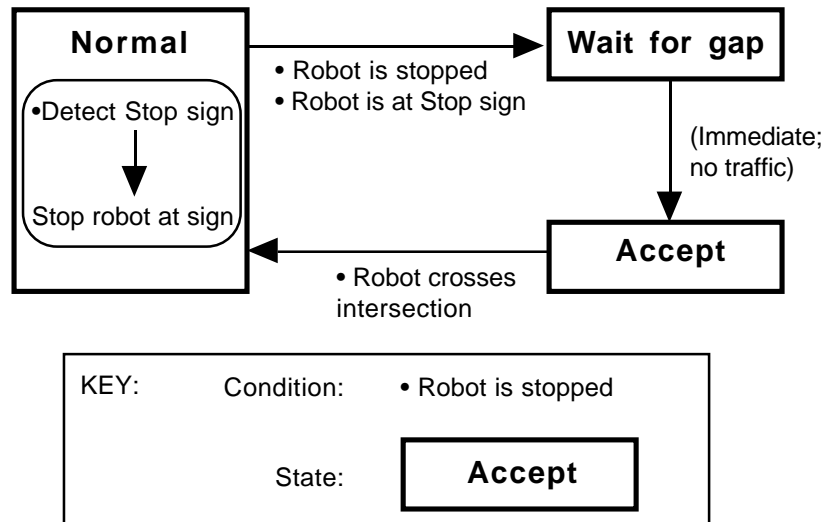 Normal
•Detect Stop sign
Stop robot at sign
• Robot is stopped
• Robot is at Stop sign
Wait for gap
(Immediate;
no traffic)
Accept
• Robot crosses
intersection
KEY:
Condition:
• Robot is stopped
State:
Accept